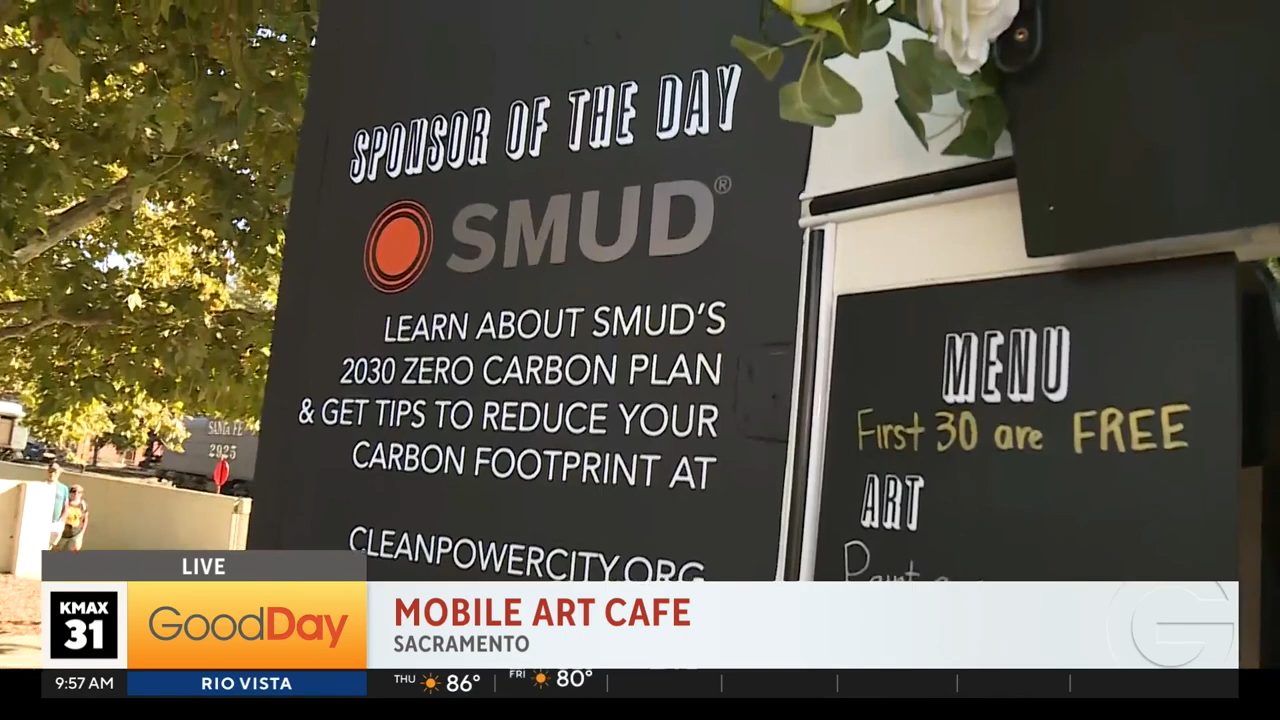 SPONSOR OF THE DAY
SMUD®
LEARN ABOUT SMUD'S
2030 ZERO CARBON PLAN
& GET TIPS TO REDUCE YOUR
CARBON FOOTPRINT AT
CLEANPOWERCITY.ORG
MENU
First 30 are FREE
ART
SANTA FE
2925
LIVE
KMAX
31
GoodDay
MOBILE ART CAFE
SACRAMENTO
9:57 AM
RIO VISTA
THU 86°
FRI 80°